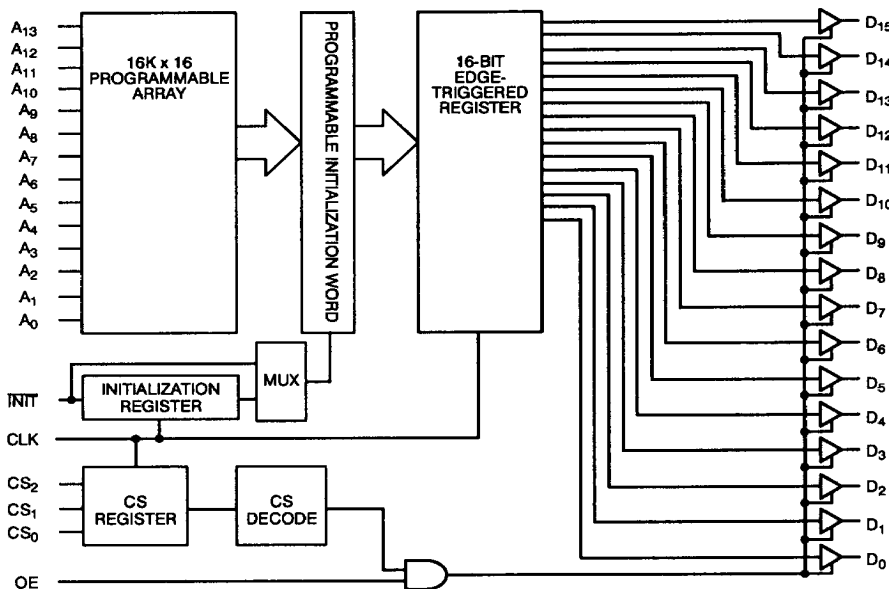 A13
A12
A11
A10
A9
A8
A7
A6
A5
A4
A3
A2
A1
A0
16K x 16
PROGRAMMABLE
ARRAY
PROGRAMMABLE INITIALIZATION WORD
16-BIT
EDGE-
TRIGGERED
REGISTER
D15
D14
D13
D12
D11
D10
D9
D8
D7
D6
D5
D4
D3
D2
D1
D0
INIT
INITIALIZATION
REGISTER
MUX
CLK
CS2
CS1
CS0
CS
REGISTER
CS
DECODE
OE